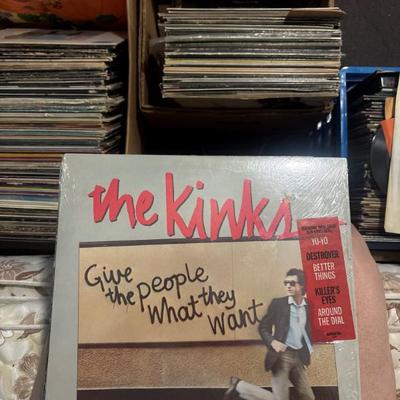 the Kinks
Give
the people
What they
Want
YO-YO
DESTROYER
BETTER
THINGS
KILLER'S
EYES
AROUND
THE DIAL